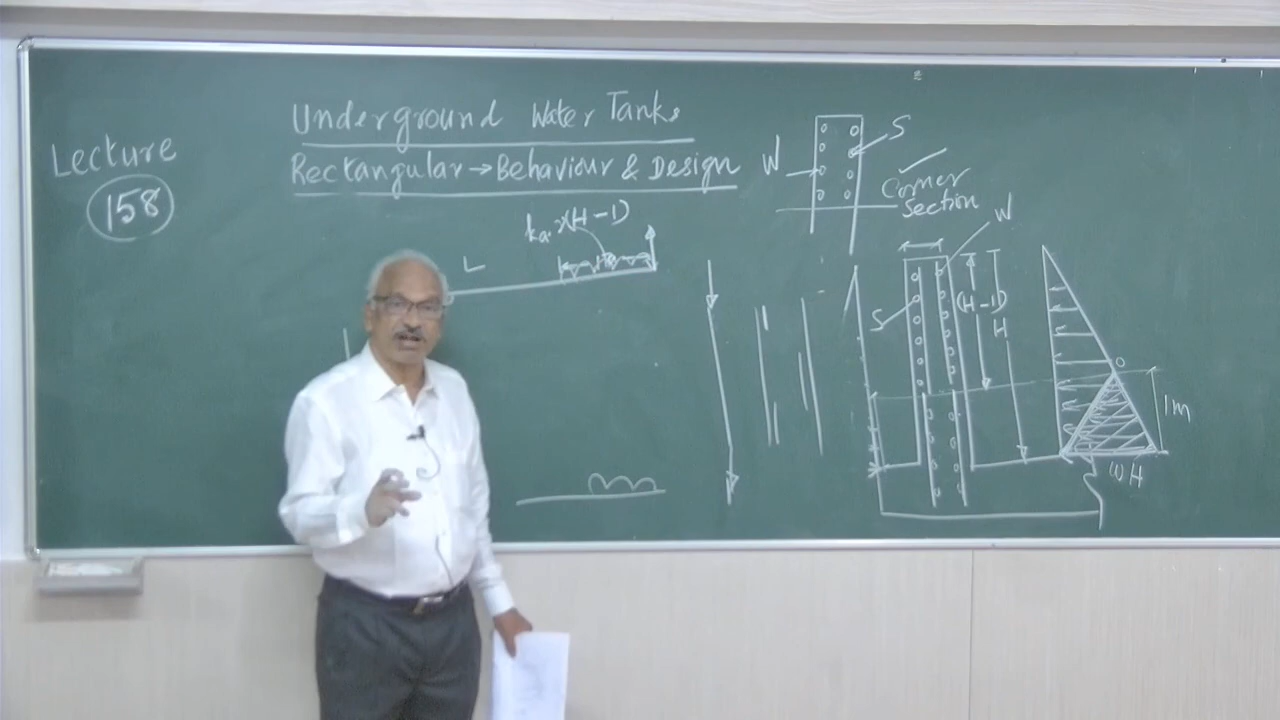 Lecture
158
Underground Water Tanks
Rectangular → Behaviour & Design
ka. γ(H-1)
L
W
S
Corner
Section
W
S
(H-1)
H
1m
ωH